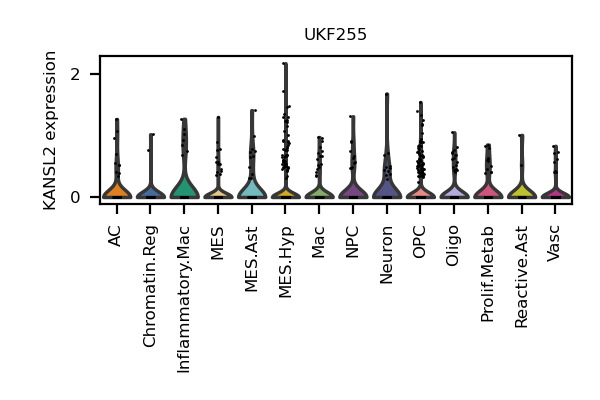 UKF255
KANSL2 expression
2
0
AC
Chromatin.Reg
Inflammatory.Mac
MES
MES.Ast
MES.Hyp
Mac
NPC
Neuron
OPC
Oligo
Prolif.Metab
Reactive.Ast
Vasc